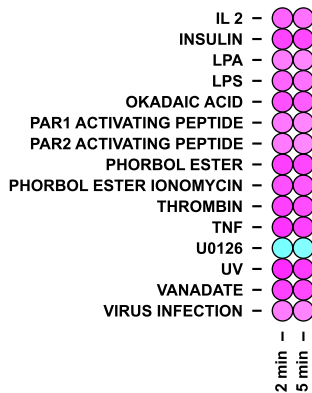 IL 2
INSULIN
LPA
LPS
OKADAIC ACID
PAR1 ACTIVATING PEPTIDE
PAR2 ACTIVATING PEPTIDE
PHORBOL ESTER
PHORBOL ESTER IONOMYCIN
THROMBIN
TNF
U0126
UV
VANADATE
VIRUS INFECTION
2 min
5 min